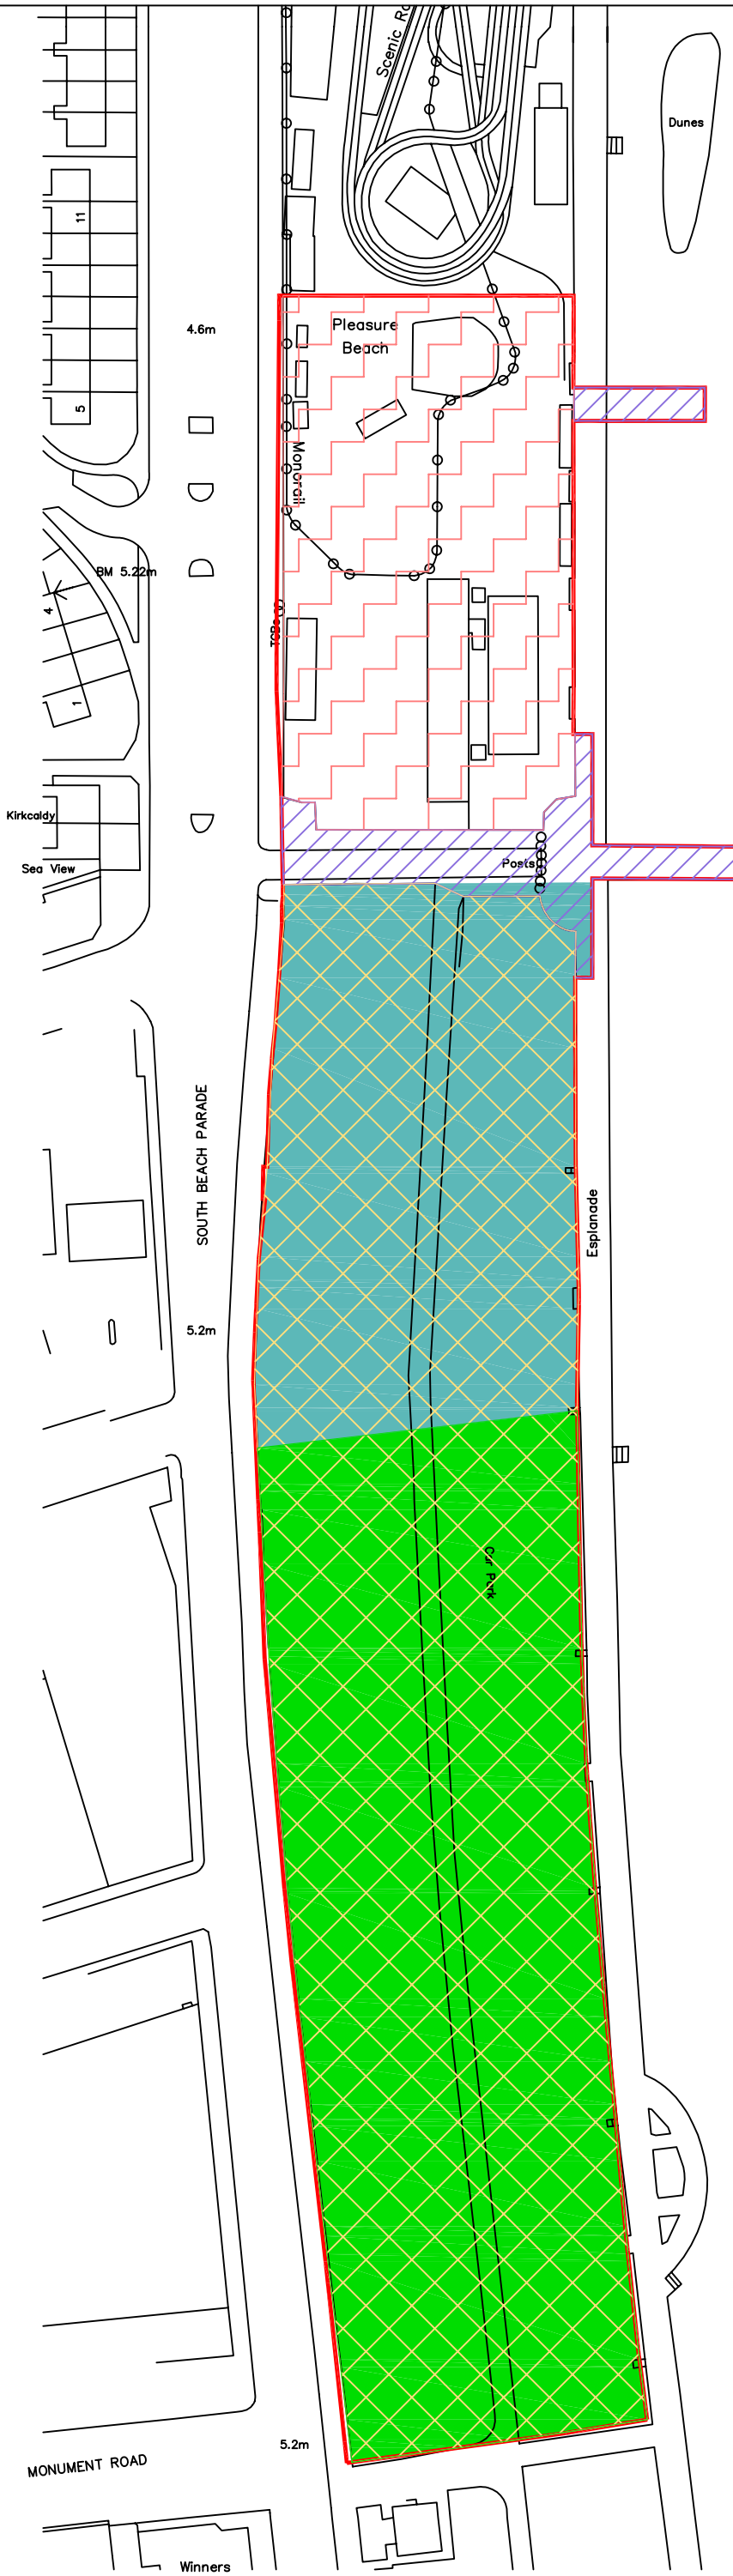 Scenic Ro
Dunes
11
4.6m
Pleasure
Beach
5
Monorail
BM 5.22m
4
TCBs
1
Kirkcaldy
Posts
Sea View
SOUTH BEACH PARADE
Esplanade
5.2m
Car Park
5.2m
MONUMENT ROAD
Winners